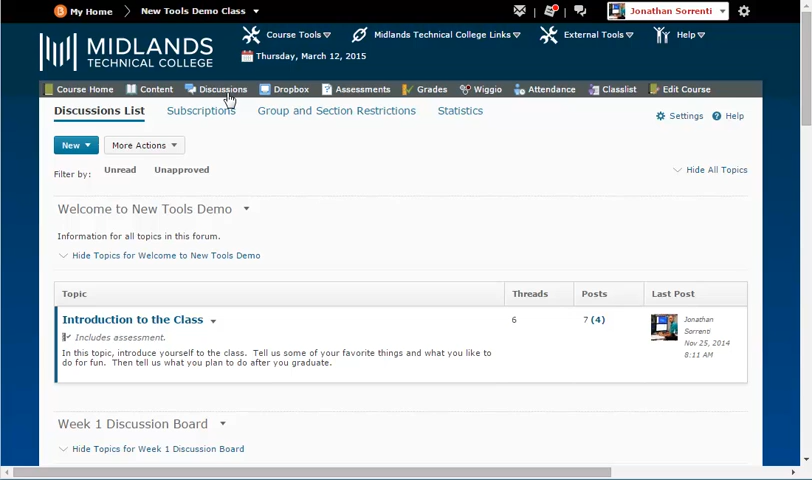 My Home
New Tools Demo Class
Jonathan Sorrenti
MIDLANDS
TECHNICAL COLLEGE
Course Tools
Midlands Technical College Links
External Tools
Help
Thursday, March 12, 2015
Course Home
Content
Discussions
Dropbox
Assessments
Grades
Wiggio
Attendance
Classlist
Edit Course
Discussions List
Subscriptions
Group and Section Restrictions
Statistics
Settings
Help
New
More Actions
Filter by:
Unread
Unapproved
Hide All Topics
Welcome to New Tools Demo
Information for all topics in this forum.
Hide Topics for Welcome to New Tools Demo
Topic
Threads
Posts
Last Post
Introduction to the Class
6
7 (4)
Jonathan
Sorrenti
Nov 25, 2014
8:11 AM
Includes assessment.
In this topic, introduce yourself to the class. Tell us some of your favorite things and what you like to
do for fun. Then tell us what you plan to do after you graduate.
Week 1 Discussion Board
Hide Topics for Week 1 Discussion Board